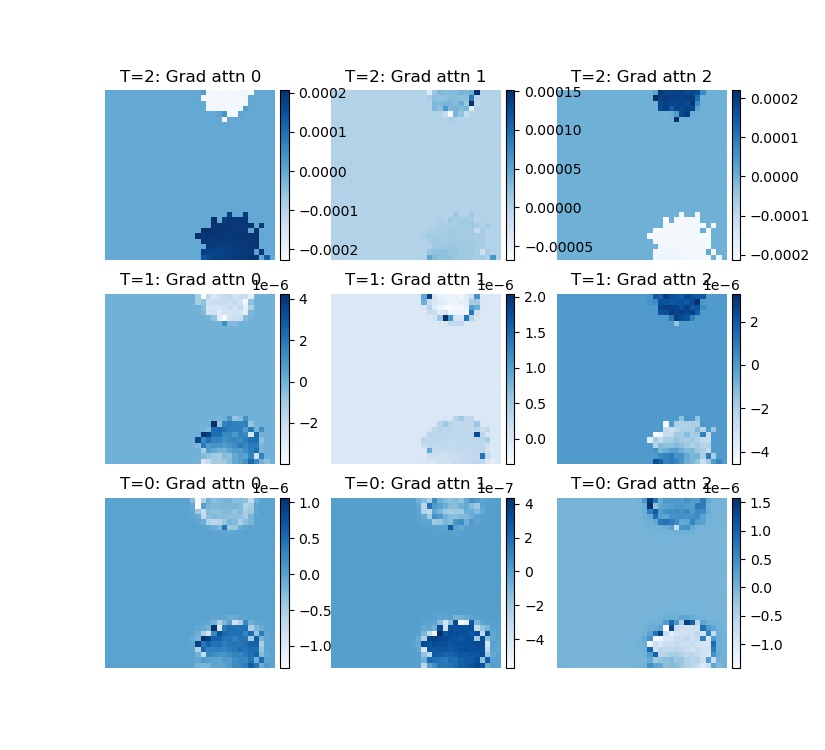 T=2: Grad attn 0
0.0002
0.0001
0.0000
−0.0001
−0.0002
T=2: Grad attn 1
0.00015
0.00010
0.00005
0.00000
−0.00005
T=2: Grad attn 2
0.0002
0.0001
0.0000
−0.0001
−0.0002
T=1: Grad attn 0
1e−6
4
2
0
−2
T=1: Grad attn 1
1e−6
2.0
1.5
1.0
0.5
0.0
T=1: Grad attn 2
1e−6
2
0
−2
−4
T=0: Grad attn 0
1e−6
1.0
0.5
0.0
−0.5
−1.0
T=0: Grad attn 1
1e−7
4
2
0
−2
−4
T=0: Grad attn 2
1e−6
1.5
1.0
0.5
0.0
−0.5
−1.0